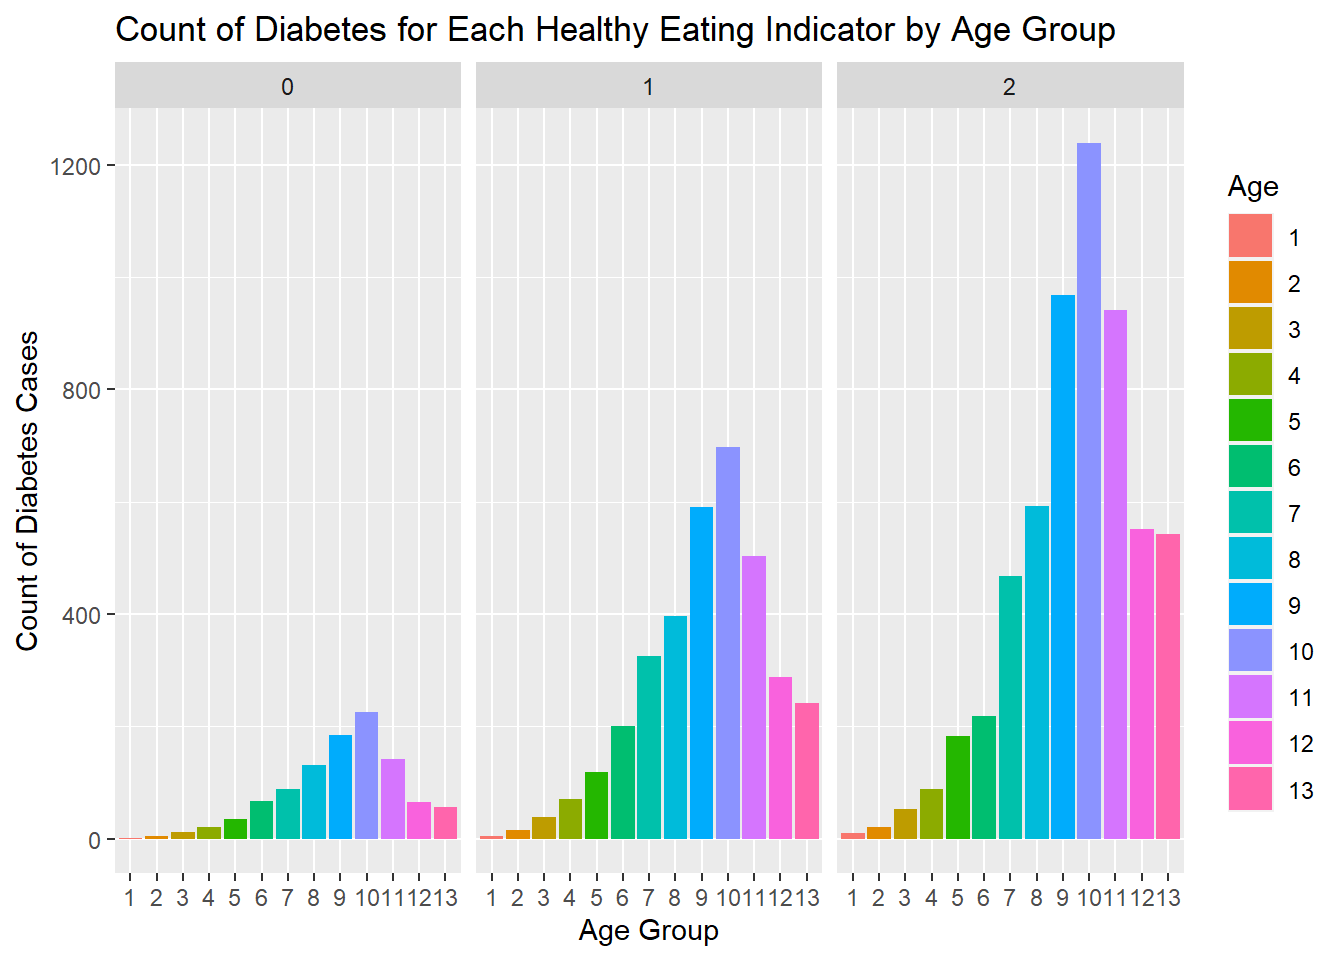 Count of Diabetes for Each Healthy Eating Indicator by Age Group
0 1 2
1200
800
400
0
Count of Diabetes Cases
1 2 3 4 5 6 7 8 9 10 11 12 13 1 2 3 4 5 6 7 8 9 10 11 12 13 1 2 3 4 5 6 7 8 9 10 11 12 13
Age Group
Age
1
2
3
4
5
6
7
8
9
10
11
12
13